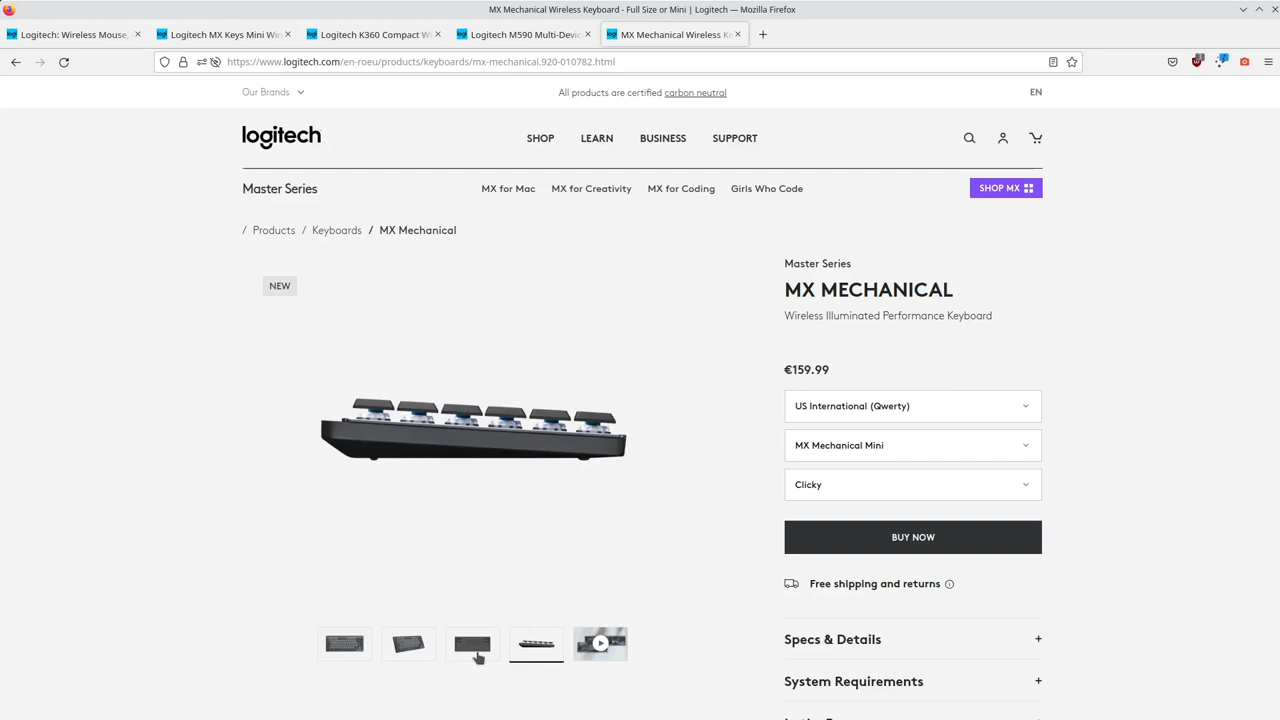 MX Mechanical Wireless Keyboard - Full Size or Mini | Logitech — Mozilla Firefox
Logitech: Wireless Mouse,
Logitech MX Keys Mini Wir
Logitech K360 Compact W
Logitech M590 Multi-Devic
MX Mechanical Wireless Ke
https://www.logitech.com/en-roeu/products/keyboards/mx-mechanical.920-010782.html
Our Brands
All products are certified carbon neutral
EN
logitech
SHOP
LEARN
BUSINESS
SUPPORT
Master Series
MX for Mac
MX for Creativity
MX for Coding
Girls Who Code
SHOP MX
/ Products / Keyboards / MX Mechanical
NEW
Master Series
MX MECHANICAL
Wireless Illuminated Performance Keyboard
€159.99
US International (Qwerty)
MX Mechanical Mini
Clicky
BUY NOW
Free shipping and returns
Specs & Details
+
System Requirements
+